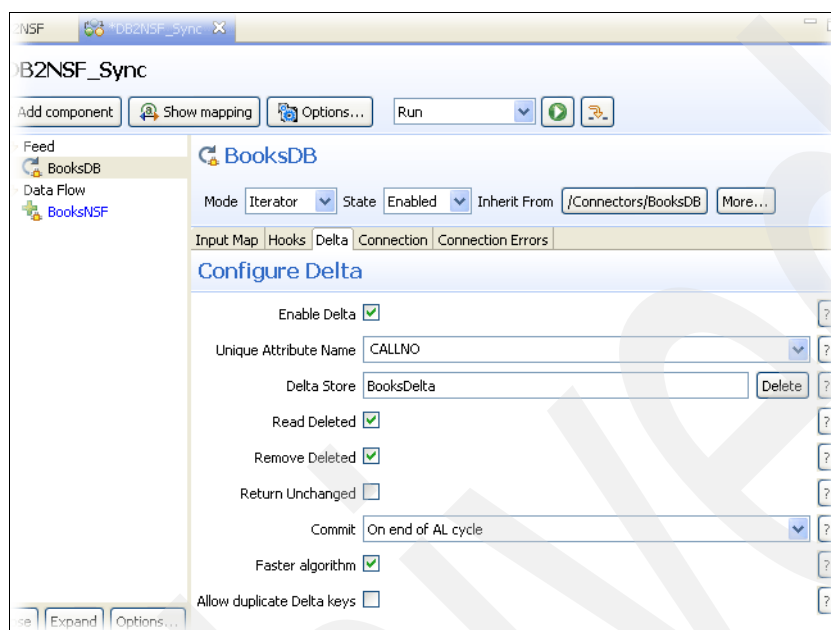 2NSF *DB2NSF_Sync
B2NSF_Sync
Add component Show mapping Options... Run
Feed
BooksDB
Data Flow
BooksNSF
BooksDB
Mode Iterator State Enabled Inherit From /Connectors/BooksDB More...
Input Map Hooks Delta Connection Connection Errors
Configure Delta
Enable Delta ?
Unique Attribute Name CALLNO ?
Delta Store BooksDelta Delete ?
Read Deleted ?
Remove Deleted ?
Return Unchanged ?
Commit On end of AL cycle ?
Faster algorithm ?
Allow duplicate Delta keys ?
se Expand Options...